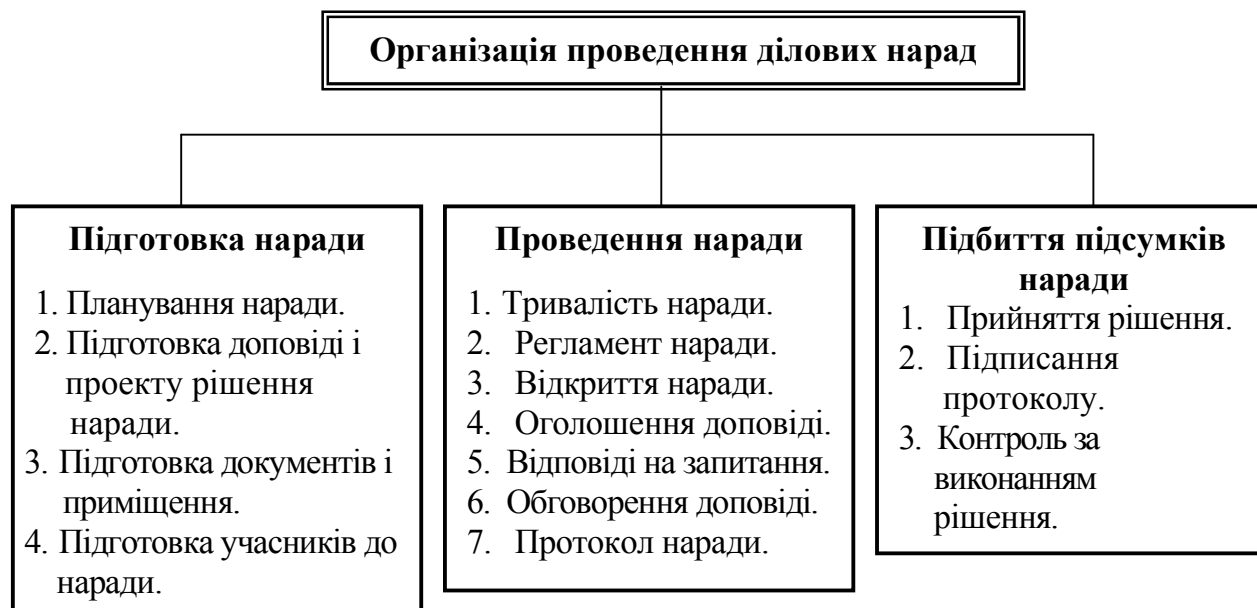 Організація проведення ділових нарад
Підготовка наради
1. Планування наради.
2. Підготовка доповіді і
проекту рішення
наради.
3. Підготовка документів і
приміщення.
4. Підготовка учасників до
наради.
Проведення наради
1. Тривалість наради.
2. Регламент наради.
3. Відкриття наради.
4. Оголошення доповіді.
5. Відповіді на запитання.
6. Обговорення доповіді.
7. Протокол наради.
Підбиття підсумків
наради
1. Прийняття рішення.
2. Підписання
протоколу.
3. Контроль за
виконанням
рішення.